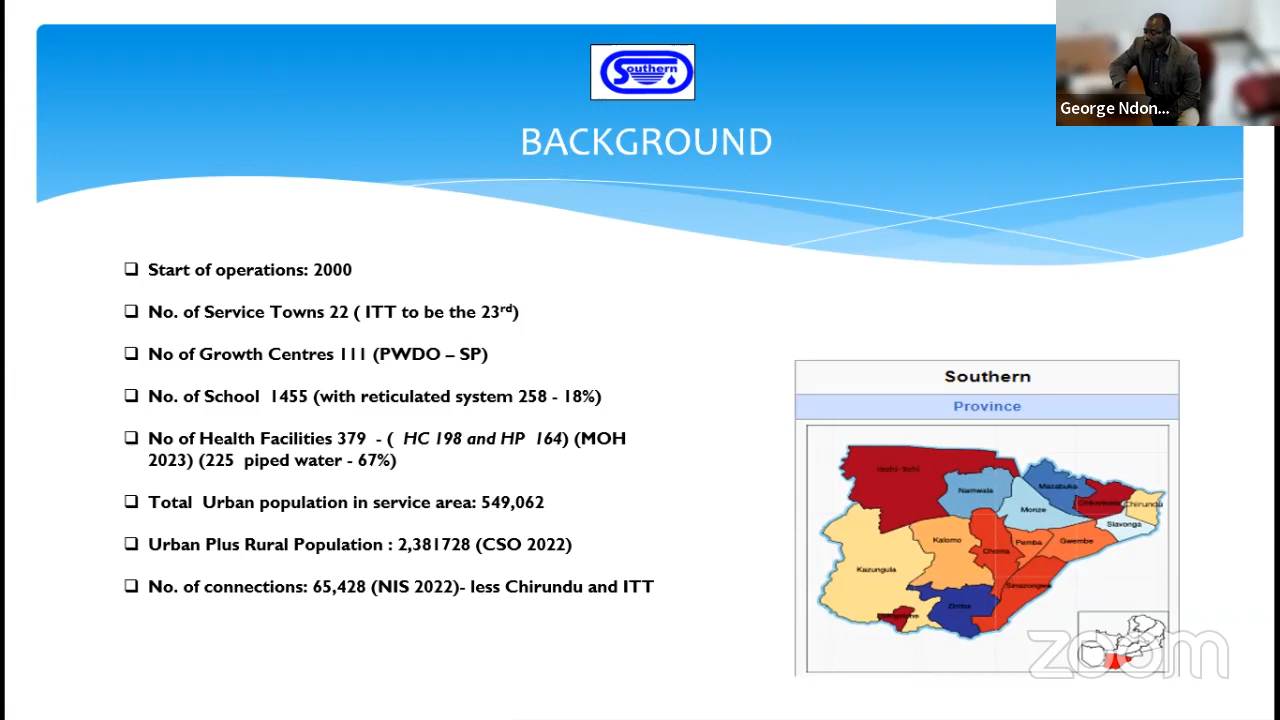 Southern
George Ndon...
BACKGROUND
❑ Start of operations: 2000
❑ No. of Service Towns 22 ( ITT to be the 23rd)
❑ No of Growth Centres 111 (PWDO – SP)
❑ No. of School 1455 (with reticulated system 258 - 18%)
❑ No of Health Facilities 379 - ( HC 198 and HP 164) (MOH
2023) (225 piped water - 67%)
❑ Total Urban population in service area: 549,062
❑ Urban Plus Rural Population : 2,381728 (CSO 2022)
❑ No. of connections: 65,428 (NIS 2022)- less Chirundu and ITT
Southern
Province
Itezhi-Tezhi
Namwala
Mazabuka
Monze
Chikankata
Chirundu
Siavonga
Kalomo
Choma
Pemba
Gwembe
Kazungula
Sinazongwe
Zimba
zoom